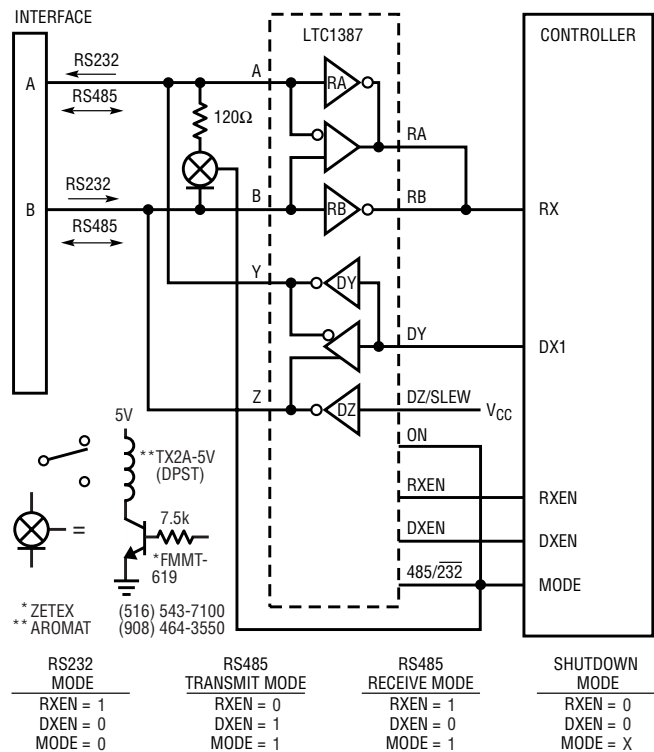 INTERFACE
LTC1387
CONTROLLER
RS232
A
A
RA
RS485
120Ω
RA
RS232
B
B
RB
RB
RX
RS485
Y
DY
DY
DX1
Z
DZ
DZ/SLEW
VCC
5V
ON
**TX2A-5V
(DPST)
RXEN
RXEN
7.5k
=
DXEN
DXEN
*FMMT-
619
485/2̅3̅2̅
MODE
* ZETEX (516) 543-7100
** AROMAT (908) 464-3550
RS232
MODE
RXEN = 1
DXEN = 0
MODE = 0
RS485
TRANSMIT MODE
RXEN = 0
DXEN = 1
MODE = 1
RS485
RECEIVE MODE
RXEN = 1
DXEN = 0
MODE = 1
SHUTDOWN
MODE
RXEN = 0
DXEN = 0
MODE = X